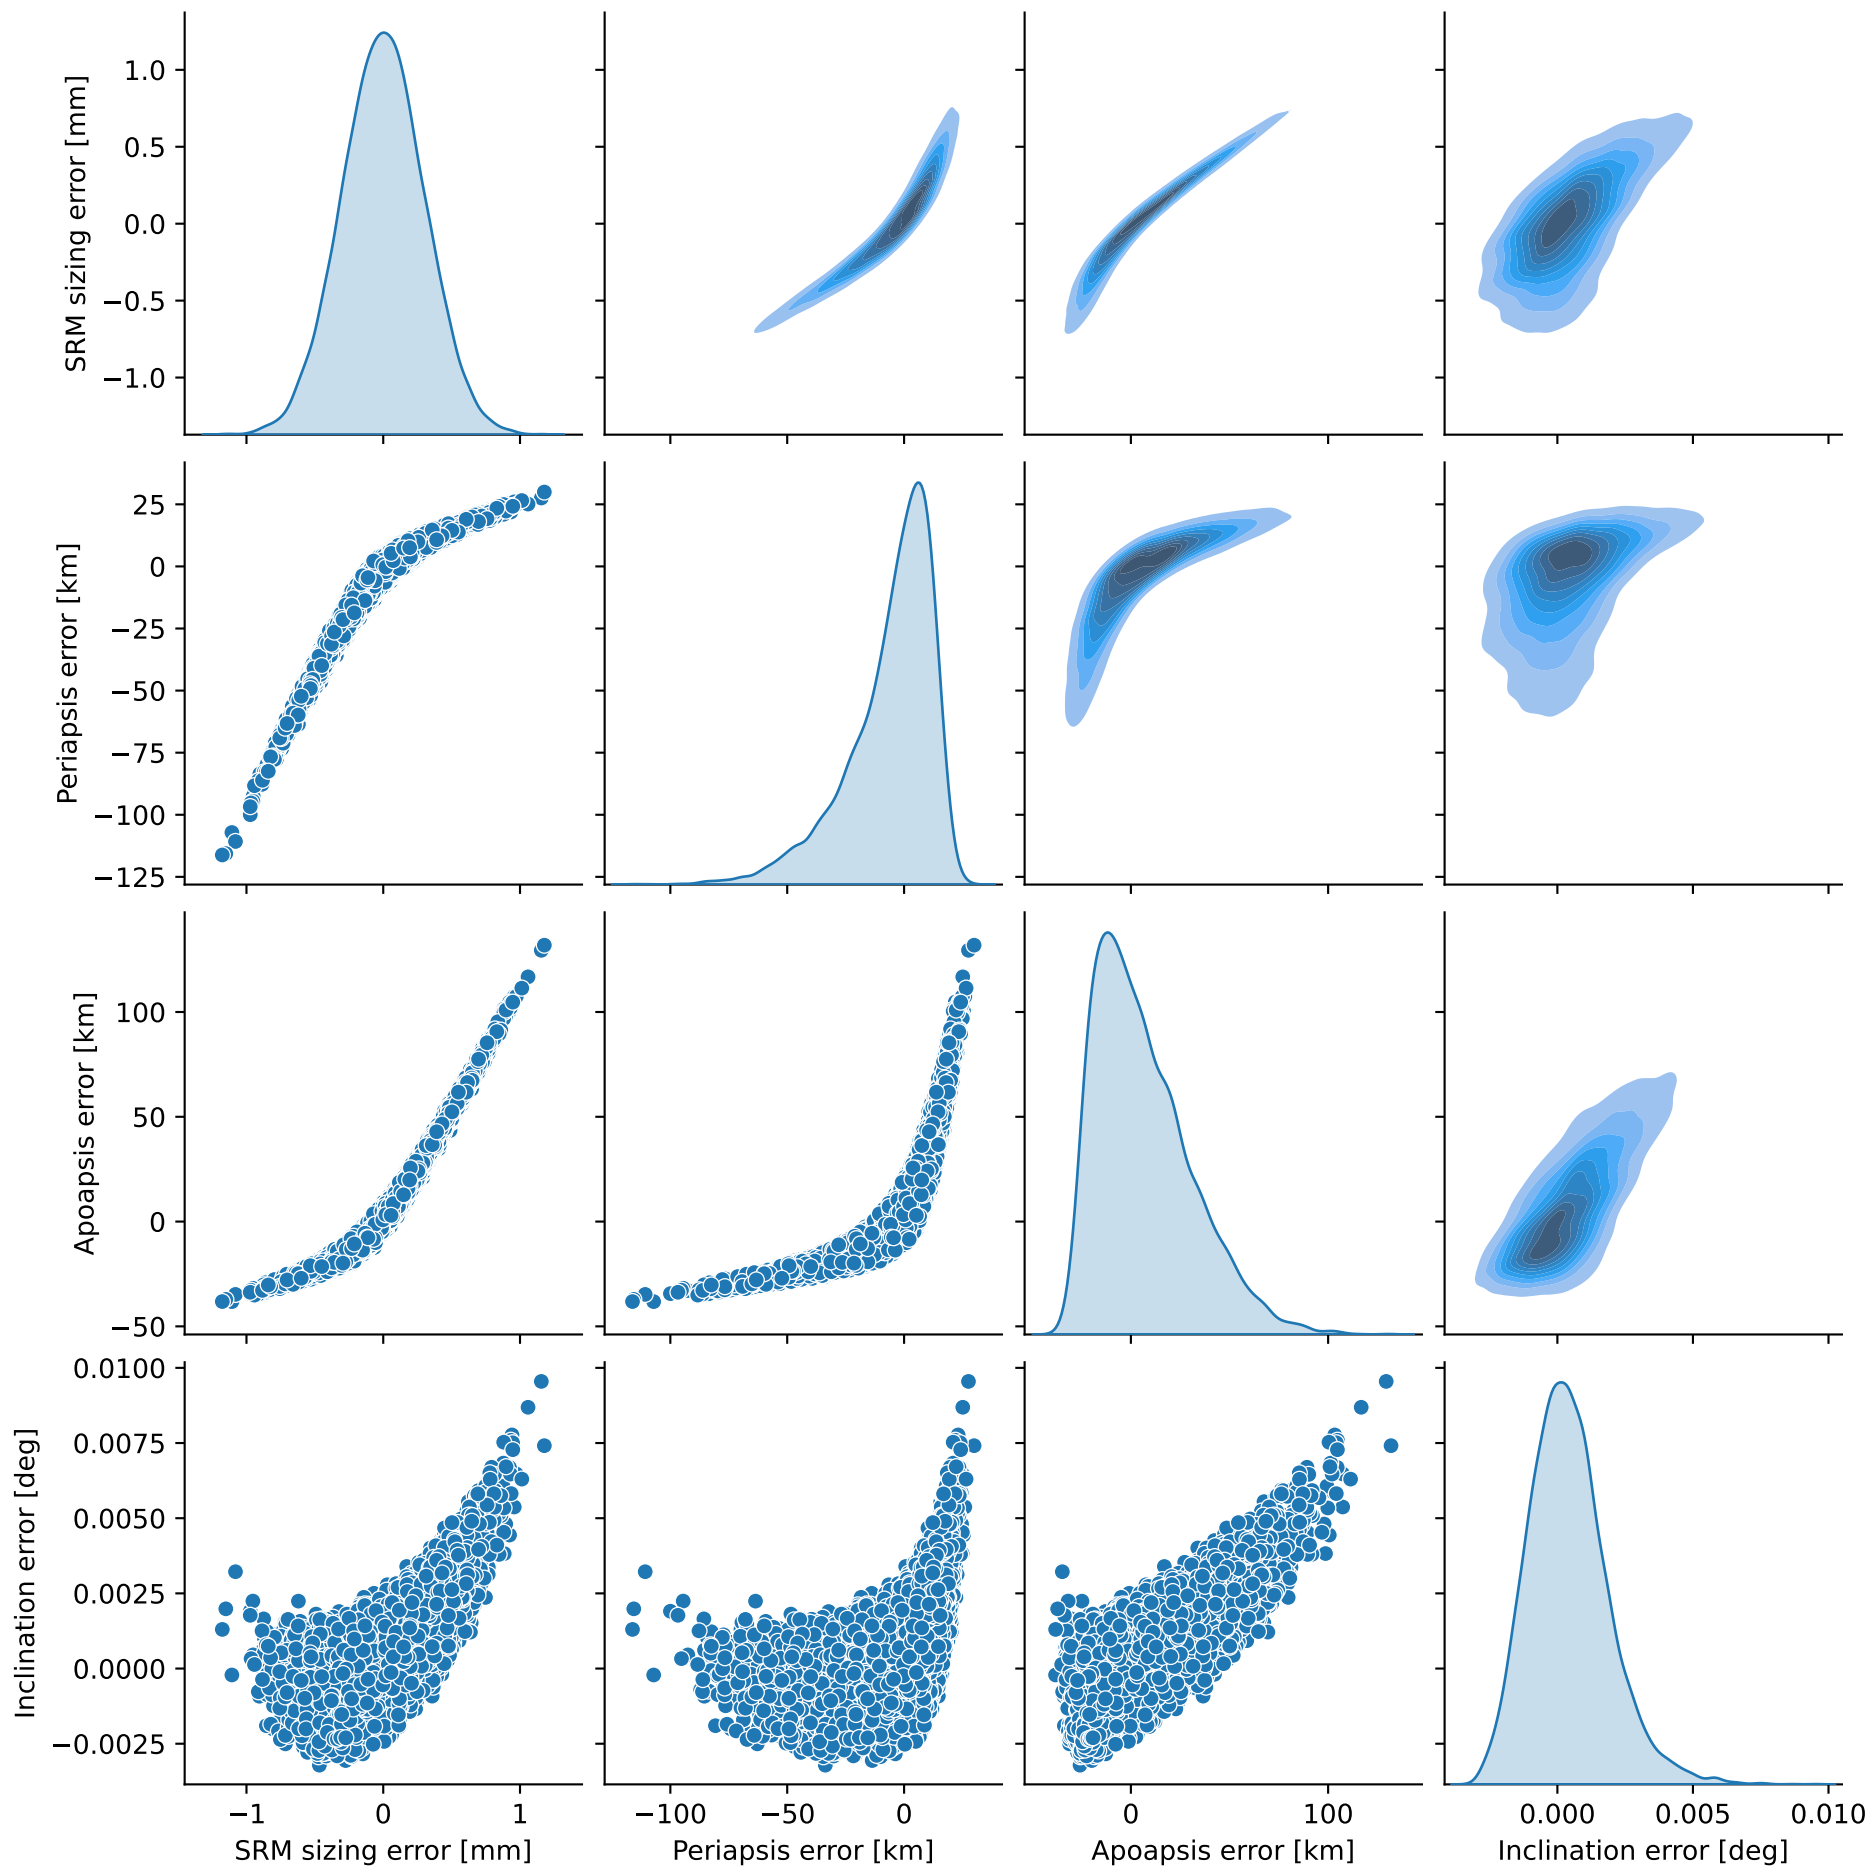 1.0
0.5
0.0
−0.5
−1.0
SRM sizing error [mm]
25
0
−25
−50
−75
−100
−125
Periapsis error [km]
100
50
0
−50
Apoapsis error [km]
0.0100
0.0075
0.0050
0.0025
0.0000
−0.0025
Inclination error [deg]
−1 0 1
−100 −50 0
0 100
0.000 0.005 0.010
SRM sizing error [mm]
Periapsis error [km]
Apoapsis error [km]
Inclination error [deg]